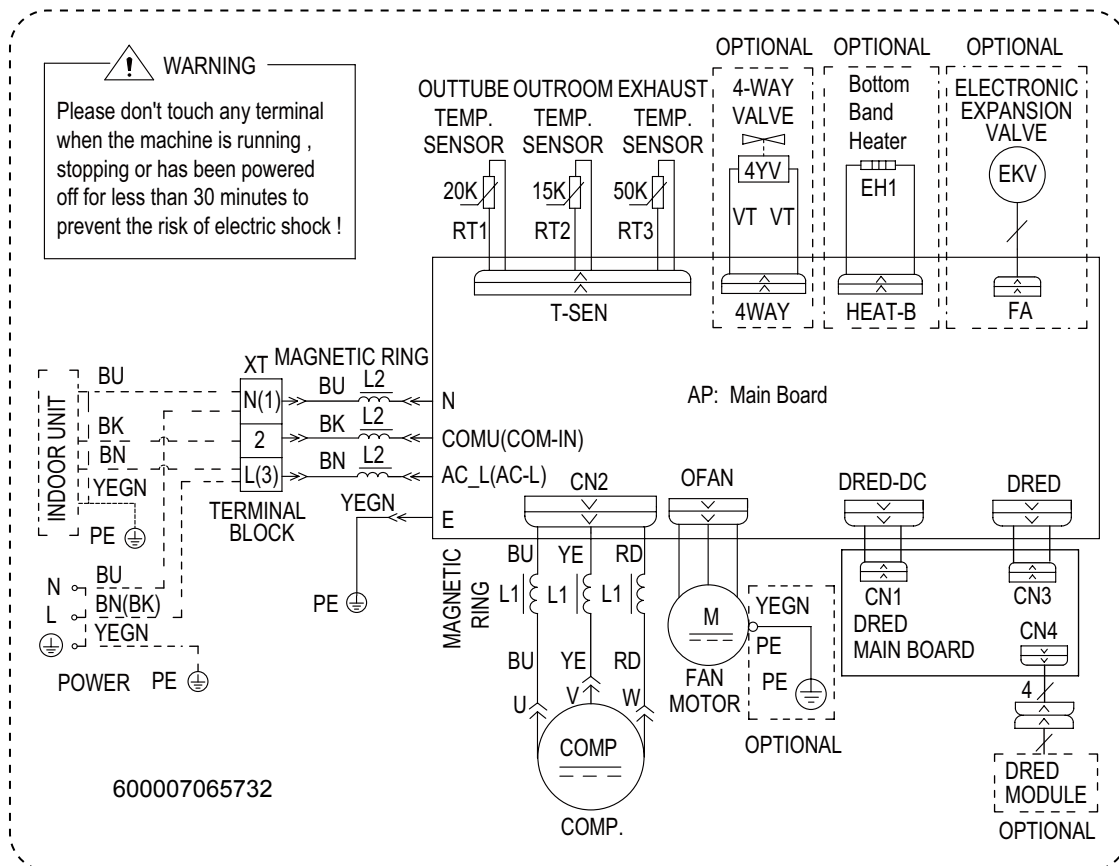 WARNING
Please don't touch any terminal
when the machine is running ,
stopping or has been powered
off for less than 30 minutes to
prevent the risk of electric shock !
OUTTUBE
TEMP.
SENSOR
20K
RT1
OUTROOM
TEMP.
SENSOR
15K
RT2
EXHAUST
TEMP.
SENSOR
50K
RT3
T-SEN
OPTIONAL
4-WAY
VALVE
4YV
VT VT
4WAY
OPTIONAL
Bottom
Band
Heater
EH1
HEAT-B
OPTIONAL
ELECTRONIC
EXPANSION
VALVE
EKV
FA
AP: Main Board
INDOOR UNIT
BU
BK
BN
YEGN
PE
XT
N(1)
2
L(3)
TERMINAL
BLOCK
MAGNETIC RING
BU L2
BK L2
BN L2
YEGN
PE
N
COMU(COM-IN)
AC_L(AC-L)
E
N BU
L BN(BK)
YEGN
POWER PE
MAGNETIC
RING
CN2
BU YE RD
L1 L1 L1
BU YE RD
U V W
COMP
COMP.
OFAN
M
FAN
MOTOR
YEGN
PE
PE
OPTIONAL
DRED-DC
DRED
CN1
CN3
DRED
MAIN BOARD
CN4
4
DRED
MODULE
OPTIONAL
600007065732